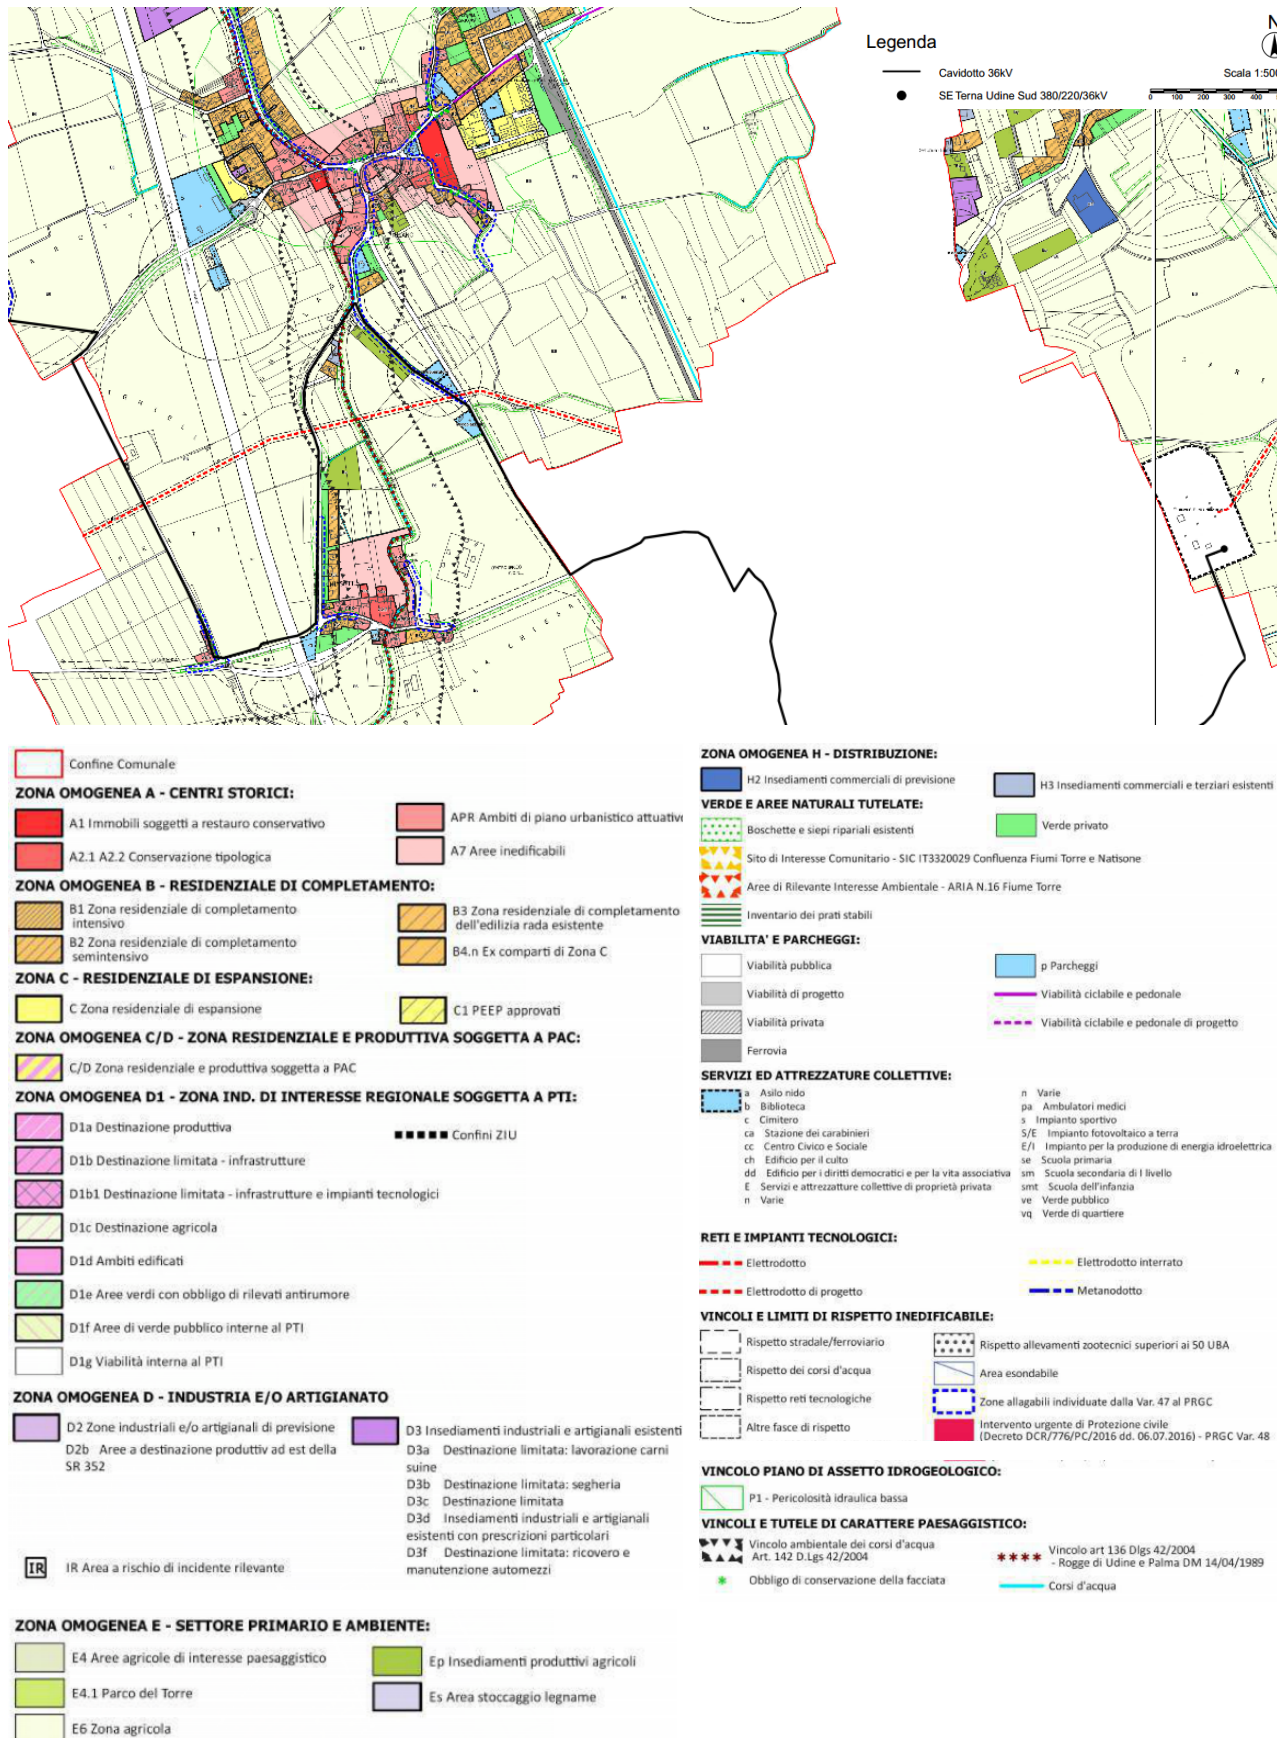 Legenda
N
Cavidotto 36kV
Scala 1:500
SE Terna Udine Sud 380/220/36kV
100 200 300 400
Confine Comunale
ZONA OMOGENEA A - CENTRI STORICI:
A1 Immobili soggetti a restauro conservativo
APR Ambiti di piano urbanistico attuativ
A2.1 A2.2 Conservazione tipologica
A7 Aree inedificabili
ZONA OMOGENEA B - RESIDENZIALE DI COMPLETAMENTO:
B1 Zona residenziale di completamento
intensivo
B3 Zona residenziale di completamento
dell'edilizia rada esistente
B2 Zona residenziale di completamento
semintensivo
B4.n Ex comparti di Zona C
ZONA C - RESIDENZIALE DI ESPANSIONE:
C Zona residenziale di espansione
C1 PEEP approvati
ZONA OMOGENEA C/D - ZONA RESIDENZIALE E PRODUTTIVA SOGGETTA A PAC:
C/D Zona residenziale e produttiva soggetta a PAC
ZONA OMOGENEA D1 - ZONA IND. DI INTERESSE REGIONALE SOGGETTA A PTI:
D1a Destinazione produttiva
Confini ZIU
D1b Destinazione limitata - infrastrutture
D1b1 Destinazione limitata - infrastrutture e impianti tecnologici
D1c Destinazione agricola
D1d Ambiti edificati
D1e Aree verdi con obbligo di rilevati antirumore
D1f Aree di verde pubblico interne al PTI
D1g Viabilità interna al PTI
ZONA OMOGENEA D - INDUSTRIA E/O ARTIGIANATO
D2 Zone industriali e/o artigianali di previsione
D2b Aree a destinazione produttiv ad est della
SR 352
D3 Insediamenti industriali e artigianali esistenti
D3a Destinazione limitata: lavorazione carni
suine
D3b Destinazione limitata: segheria
D3c Destinazione limitata
D3d Insediamenti industriali e artigianali
esistenti con prescrizioni particolari
D3f Destinazione limitata: ricovero e
manutenzione automezzi
IR
IR Area a rischio di incidente rilevante
ZONA OMOGENEA E - SETTORE PRIMARIO E AMBIENTE:
E4 Aree agricole di interesse paesaggistico
Ep Insediamenti produttivi agricoli
E4.1 Parco del Torre
Es Area stoccaggio legname
E6 Zona agricola
ZONA OMOGENEA H - DISTRIBUZIONE:
H2 Insediamenti commerciali di previsione
H3 Insediamenti commerciali e terziari esistenti
VERDE E AREE NATURALI TUTELATE:
Boschette e siepi ripariali esistenti
Verde privato
Sito di Interesse Comunitario - SIC IT3320029 Confluenza Fiumi Torre e Natisone
Aree di Rilevante Interesse Ambientale - ARIA N.16 Fiume Torre
Inventario dei prati stabili
VIABILITA' E PARCHEGGI:
Viabilità pubblica
p Parcheggi
Viabilità di progetto
Viabilità ciclabile e pedonale
Viabilità privata
Viabilità ciclabile e pedonale di progetto
Ferrovia
SERVIZI ED ATTREZZATURE COLLETTIVE:
a Asilo nido
b Biblioteca
c Cimitero
ca Stazione dei carabinieri
cc Centro Civico e Sociale
ch Edificio per il culto
dd Edificio per i diritti democratici e per la vita associativa
E Servizi e attrezzature collettive di proprietà privata
n Varie
n Varie
pa Ambulatori medici
s Impianto sportivo
S/E Impianto fotovoltaico a terra
E/I Impianto per la produzione di energia idroelettrica
se Scuola primaria
sm Scuola secondaria di I livello
smt Scuola dell'infanzia
ve Verde pubblico
vq Verde di quartiere
RETI E IMPIANTI TECNOLOGICI:
Elettrodotto
Elettrodotto interrato
Elettrodotto di progetto
Metanodotto
VINCOLI E LIMITI DI RISPETTO INEDIFICABILE:
Rispetto stradale/ferroviario
Rispetto allevamenti zootecnici superiori ai 50 UBA
Rispetto dei corsi d'acqua
Area esondabile
Rispetto reti tecnologiche
Zone allagabili individuate dalla Var. 47 al PRGC
Altre fasce di rispetto
Intervento urgente di Protezione civile
(Decreto DCR/776/PC/2016 dd. 06.07.2016) - PRGC Var. 48
VINCOLO PIANO DI ASSETTO IDROGEOLOGICO:
P1 - Pericolosità idraulica bassa
VINCOLI E TUTELE DI CARATTERE PAESAGGISTICO:
Vincolo ambientale dei corsi d'acqua
Art. 142 D.Lgs 42/2004
Vincolo art 136 Dlgs 42/2004
- Rogge di Udine e Palma DM 14/04/1989
Obbligo di conservazione della facciata
Corsi d'acqua